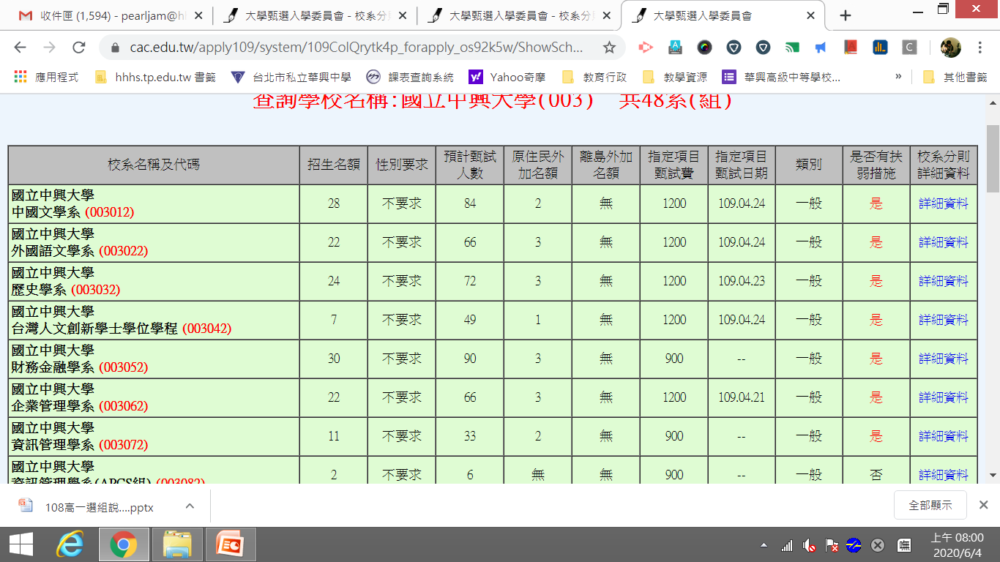 收件匣 (1,594) - pearljam@hh
大學甄選入學委員會 - 校系分
大學甄選入學委員會 - 校系分
大學甄選入學委員會
cac.edu.tw/apply109/system/109ColQrytk4p_forapply_os92k5w/ShowSch...
應用程式 hhhs.tp.edu.tw 書籤 台北市私立華興中學 課表查詢系統 Yahoo奇摩 教育行政 教學資源 華興高級中等學校... » 其他書籤
查詢學校名稱:國立中興大學(003) 共48系(組)
校系名稱及代碼 招生名額 性別要求 預計甄試人數 原住民外加名額 離島外加名額 指定項目甄試費 指定項目甄試日期 類別 是否有扶弱措施 校系分則詳細資料
國立中興大學
中國文學系 (003012) 28 不要求 84 2 無 1200 109.04.24 一般 是 詳細資料
國立中興大學
外國語文學系 (003022) 22 不要求 66 3 無 1200 109.04.24 一般 是 詳細資料
國立中興大學
歷史學系 (003032) 24 不要求 72 3 無 1200 109.04.23 一般 是 詳細資料
國立中興大學
台灣人文創新學士學位學程 (003042) 7 不要求 49 1 無 1200 109.04.24 一般 是 詳細資料
國立中興大學
財務金融學系 (003052) 30 不要求 90 3 無 900 -- 一般 是 詳細資料
國立中興大學
企業管理學系 (003062) 22 不要求 66 3 無 1200 109.04.21 一般 是 詳細資料
國立中興大學
資訊管理學系 (003072) 11 不要求 33 2 無 900 -- 一般 是 詳細資料
國立中興大學
資訊管理學系(APCS組) (003082) 2 不要求 6 無 無 900 -- 一般 否 詳細資料
108高一選組說....pptx
全部顯示
上午 08:00
2020/6/4